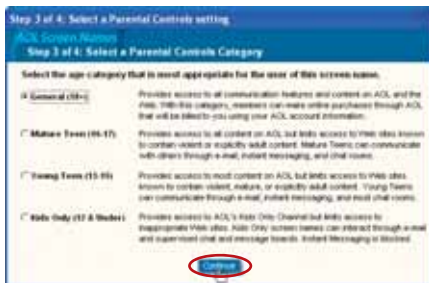 Step 3 of 4: Select a Parental Controls setting
AOL Screen Names
Step 3 of 4: Select a Parental Controls Category
Select the age category that is most appropriate for the user of this screen name.
General (18+)
Provides access to all communication features and content on AOL and the
Web. With this category, members can make online purchases through AOL
that will be billed to you using your AOL account information.
Mature Teen (16-17)
Provides access to all content on AOL but limits access to Web sites known
to contain violent or explicitly adult content. Mature Teens can communicate
with others through e-mail, instant messaging, and chat rooms.
Young Teen (13-15)
Provides access to most content on AOL but limits access to Web sites
known to contain violent, mature, or explicitly adult content. Young Teens
can communicate through e-mail, instant messaging, and most chat rooms.
Kids Only (12 & Under)
Provides access to AOL's Kids Only Channel but limits access to
inappropriate Web sites. Kids Only screen names can interact through e-mail
and supervised chat and message boards. Instant Messaging is blocked.
Continue